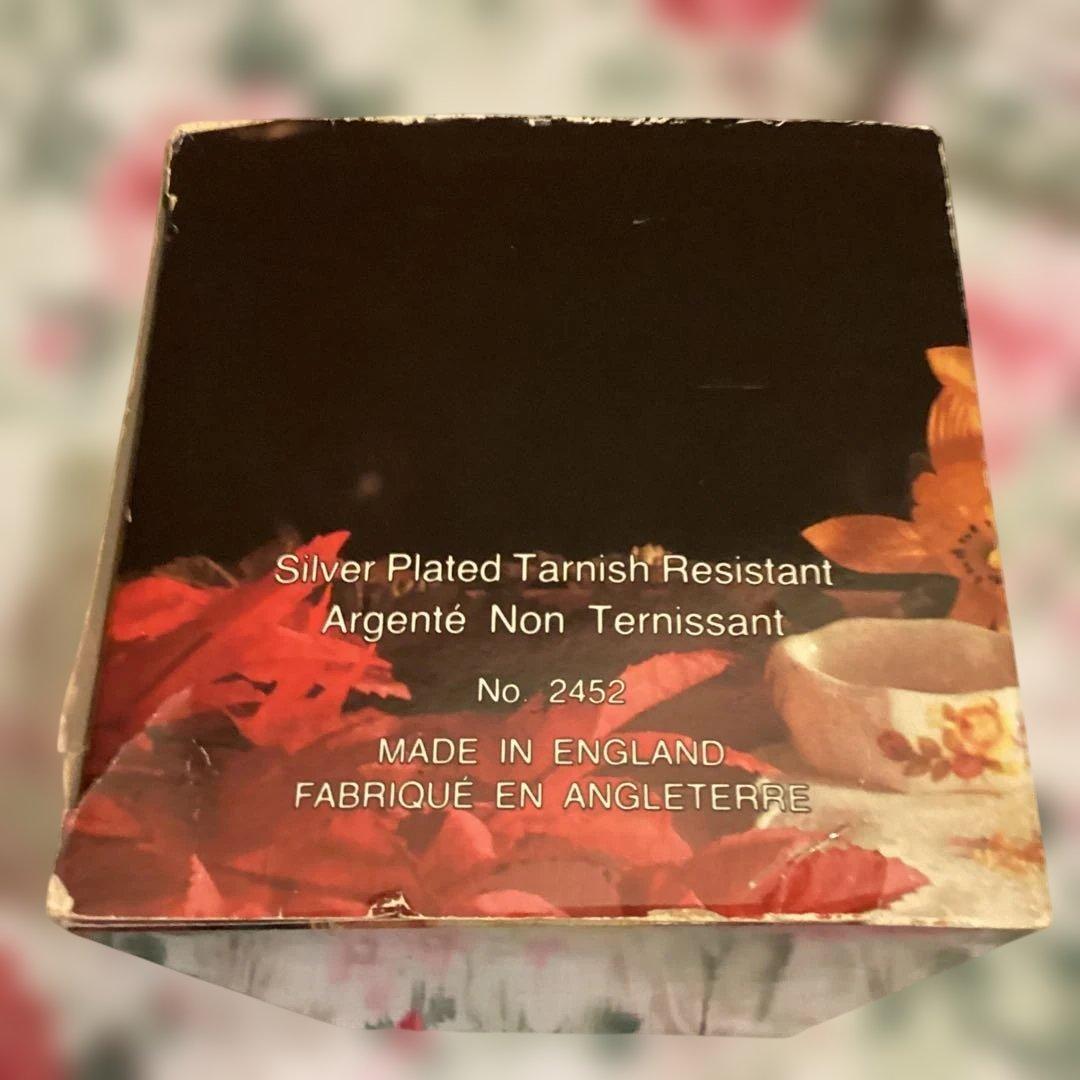 Silver Plated Tarnish Resistant
Argenté Non Ternissant
No. 2452
MADE IN ENGLAND
FABRIQUÉ EN ANGLETERRE